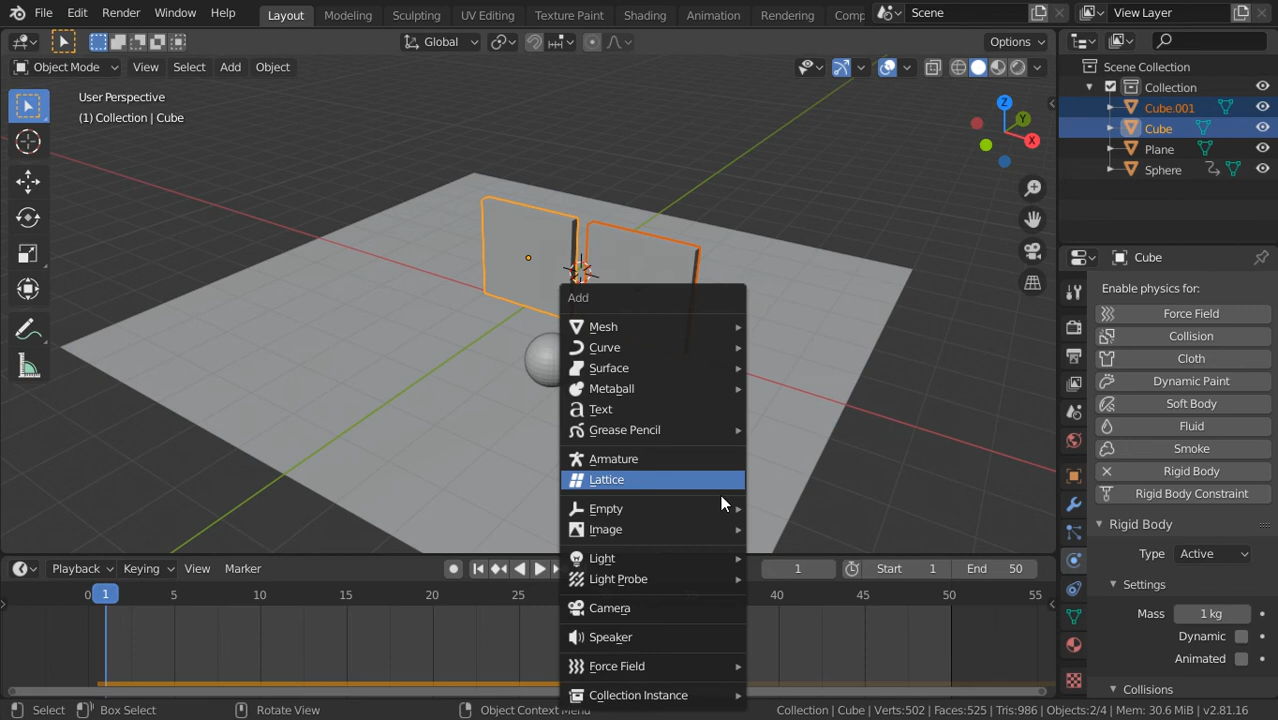 File Edit Render Window Help Layout Modeling Sculpting UV Editing Texture Paint Shading Animation Rendering Comp Scene View Layer
Global Options
Object Mode View Select Add Object
User Perspective
(1) Collection | Cube
Z
Y
X
Scene Collection
Collection
Cube.001
Cube
Plane
Sphere
Cube
Enable physics for:
Force Field
Collision
Cloth
Dynamic Paint
Soft Body
Fluid
Smoke
Rigid Body
Rigid Body Constraint
Rigid Body
Type Active
Settings
Mass 1 kg
Dynamic
Animated
Collisions
Add
Mesh
Curve
Surface
Metaball
Text
Grease Pencil
Armature
Lattice
Empty
Image
Light
Light Probe
Camera
Speaker
Force Field
Collection Instance
Playback Keying View Marker 1 Start 1 End 50
0 1 5 10 15 20 25 40 45 50 55
Select Box Select Rotate View Object Context Menu Collection | Cube | Verts:502 | Faces:525 | Tris:986 | Objects:2/4 | Mem: 30.6 MiB | v2.81.16